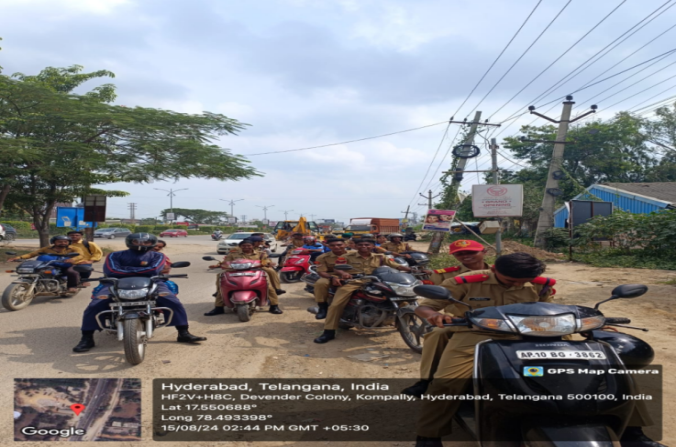 AP.10 BG 3862
GPS Map Camera
Hyderabad, Telangana, India
HF2V+H8C, Devender Colony, Kompally, Hyderabad, Telangana 500100, India
Lat 17.550688°
Long 78.493398°
15/08/24 02:44 PM GMT +05:30
Google